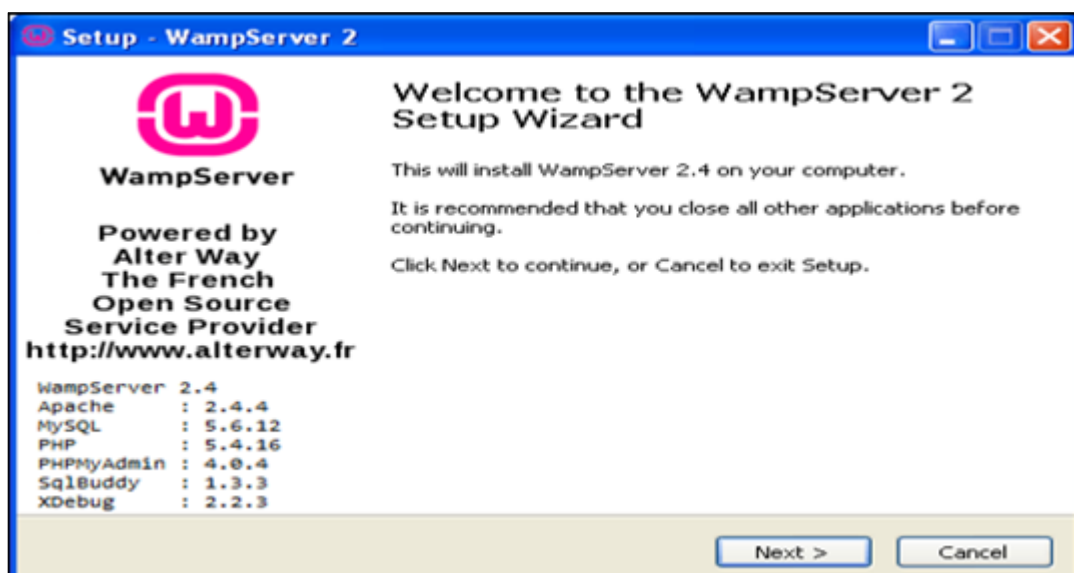 Setup - WampServer 2
WampServer
Powered by
Alter Way
The French
Open Source
Service Provider
http://www.alterway.fr
WampServer 2.4
Apache : 2.4.4
MySQL : 5.6.12
PHP : 5.4.16
PHPMyAdmin : 4.0.4
SqlBuddy : 1.3.3
XDebug : 2.2.3
Welcome to the WampServer 2
Setup Wizard
This will install WampServer 2.4 on your computer.
It is recommended that you close all other applications before
continuing.
Click Next to continue, or Cancel to exit Setup.
Next >
Cancel